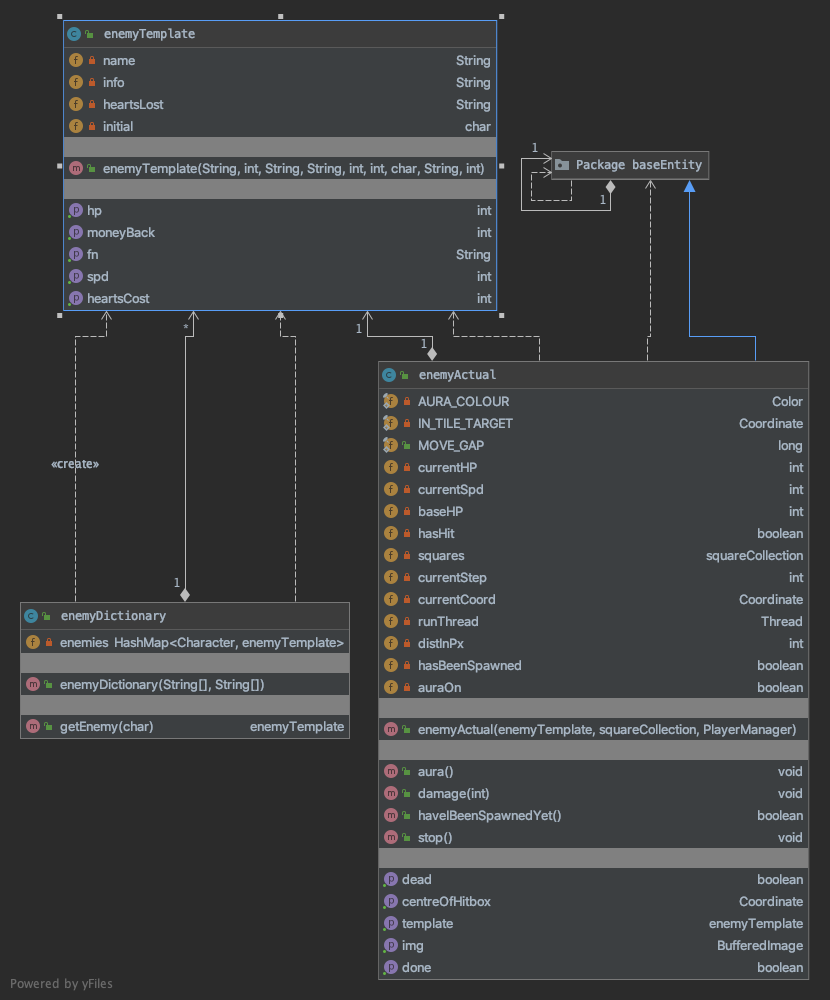 enemyTemplate
name String
info String
heartsLost String
initial char
enemyTemplate(String, int, String, String, int, int, char, String, int)
hp int
moneyBack int
fn String
spd int
heartsCost int
1
Package baseEntity
1
*
1
1
enemyActual
AURA_COLOUR Color
IN_TILE_TARGET Coordinate
MOVE_GAP long
currentHP int
currentSpd int
baseHP int
hasHit boolean
squares squareCollection
currentStep int
currentCoord Coordinate
runThread Thread
distInPx int
hasBeenSpawned boolean
auraOn boolean
enemyActual(enemyTemplate, squareCollection, PlayerManager)
aura() void
damage(int) void
haveIBeenSpawnedYet() boolean
stop() void
dead boolean
centreOfHitbox Coordinate
template enemyTemplate
img BufferedImage
done boolean
«create»
1
enemyDictionary
enemies HashMap<Character, enemyTemplate>
enemyDictionary(String[], String[])
getEnemy(char) enemyTemplate
Powered by yFiles